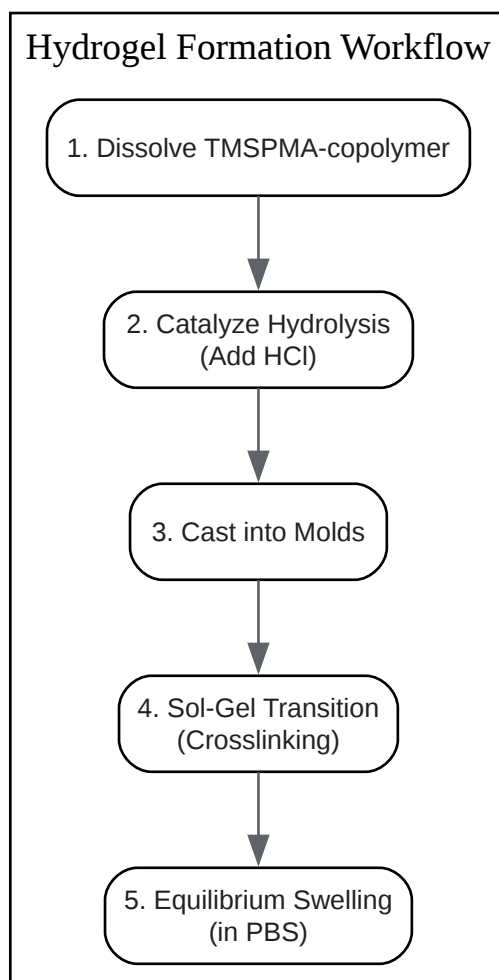 Hydrogel Formation Workflow
1. Dissolve TMSPMA-copolymer
2. Catalyze Hydrolysis
(Add HCl)
3. Cast into Molds
4. Sol-Gel Transition
(Crosslinking)
5. Equilibrium Swelling
(in PBS)